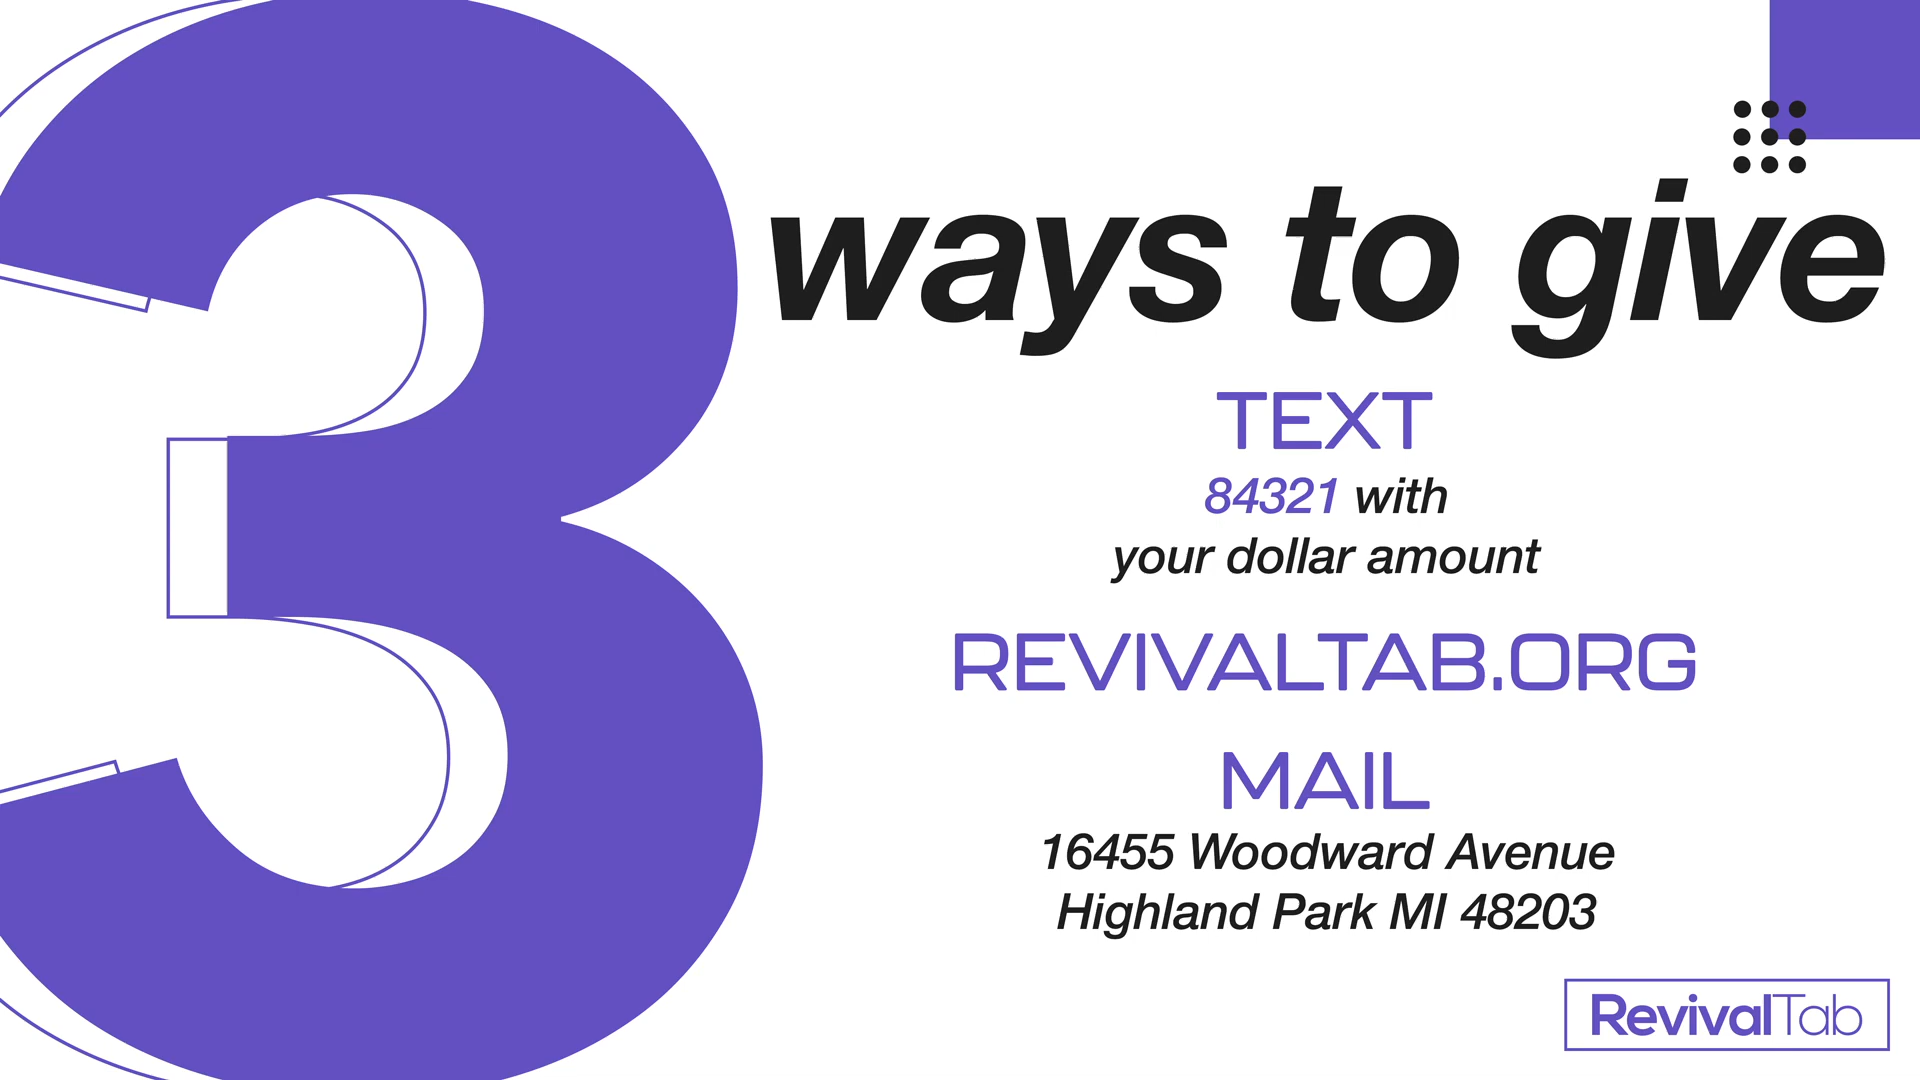 3 ways to give
TEXT
84321 with
your dollar amount
REVIVALTAB.ORG
MAIL
16455 Woodward Avenue
Highland Park MI 48203
RevivalTab